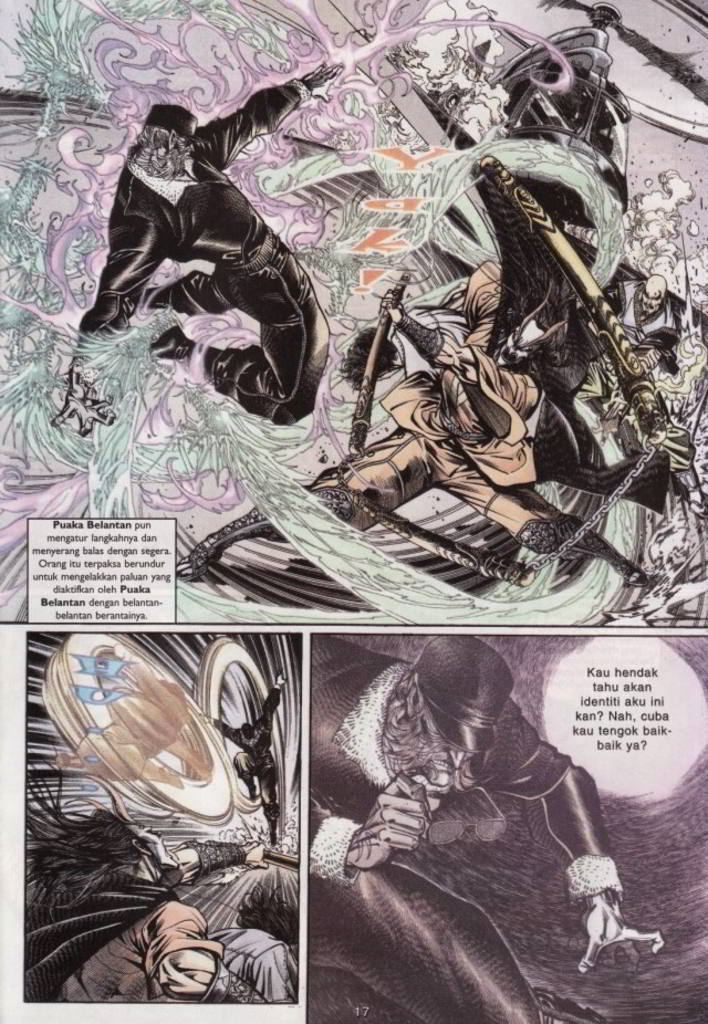 YAK!
Puaka Belantan pun
mengatur langkahnya dan
menyerang balas dengan segera.
Orang itu terpaksa berundur
untuk mengelakkan paluan yang
diaktifkan oleh Puaka
Belantan dengan belantan-
belantan berantainya.
Kau hendak
tahu akan
identiti aku ini
kan? Nah, cuba
kau tengok baik-
baik ya?
17